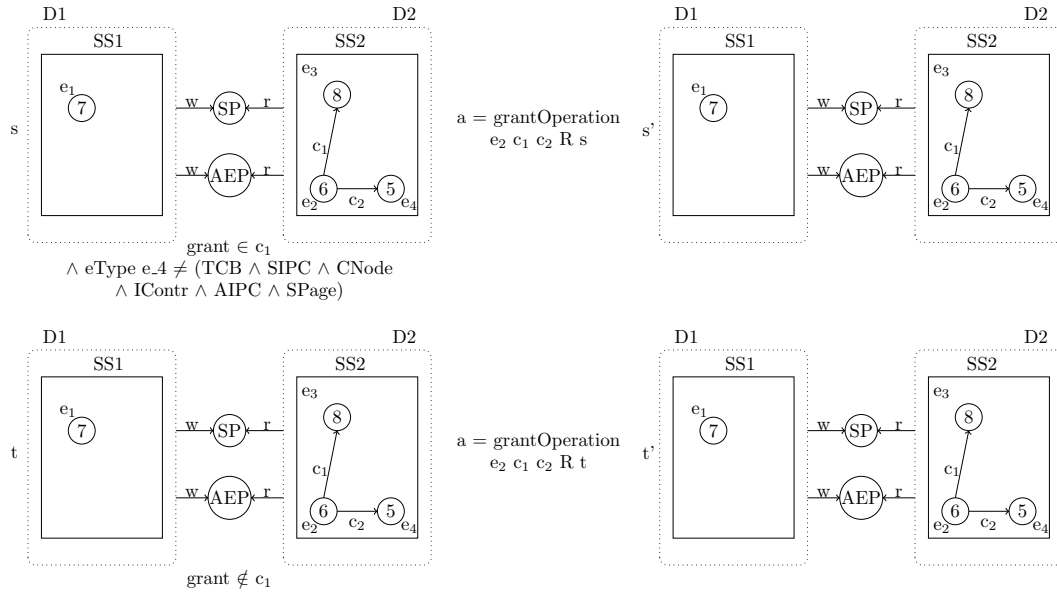 D1 D2 D1 D2
SS1 SS2 SS1 SS2
e₁ e₃ e₁ e₃
7 w SP r 8 7 w SP r 8
s a = grantOperation s'
e₂ c₁ c₂ R s
c₁ c₁
w AEP r 6 5 w AEP r 6 5
e₂ c₂ e₄ e₂ c₂ e₄
grant ∈ c₁
∧ eType e_4 ≠ (TCB ∧ SIPC ∧ CNode
∧ IContr ∧ AIPC ∧ SPage)
D1 D2 D1 D2
SS1 SS2 SS1 SS2
e₁ e₃ e₁ e₃
7 w SP r 8 7 w SP r 8
t a = grantOperation t'
e₂ c₁ c₂ R t
c₁ c₁
w AEP r 6 5 w AEP r 6 5
e₂ c₂ e₄ e₂ c₂ e₄
grant ∉ c₁